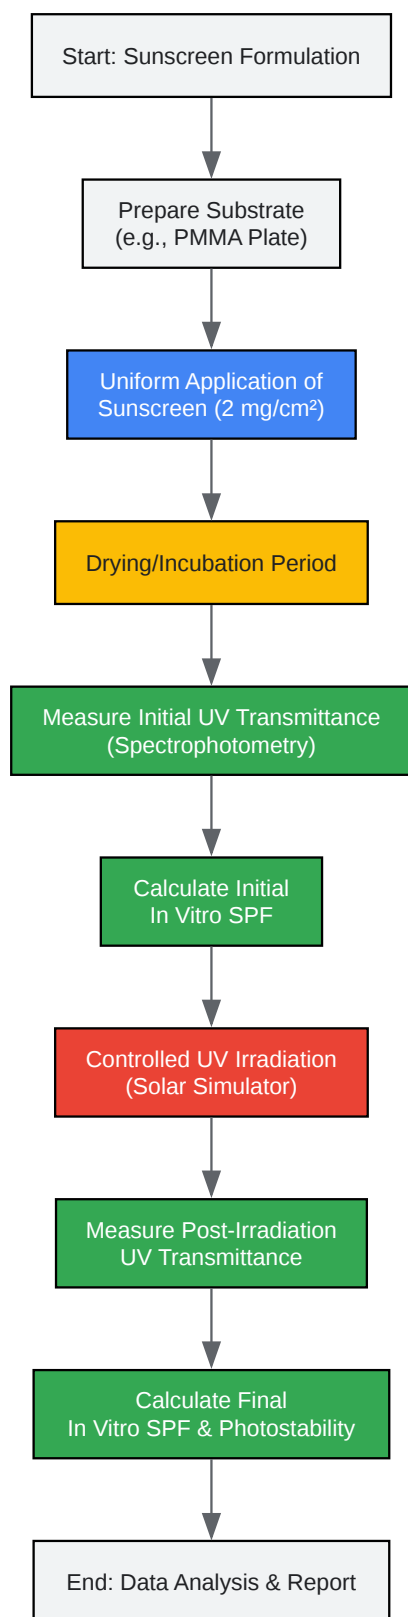 Start: Sunscreen Formulation
Prepare Substrate
(e.g., PMMA Plate)
Uniform Application of
Sunscreen (2 mg/cm²)
Drying/Incubation Period
Measure Initial UV Transmittance
(Spectrophotometry)
Calculate Initial
In Vitro SPF
Controlled UV Irradiation
(Solar Simulator)
Measure Post-Irradiation
UV Transmittance
Calculate Final
In Vitro SPF & Photostability
End: Data Analysis & Report